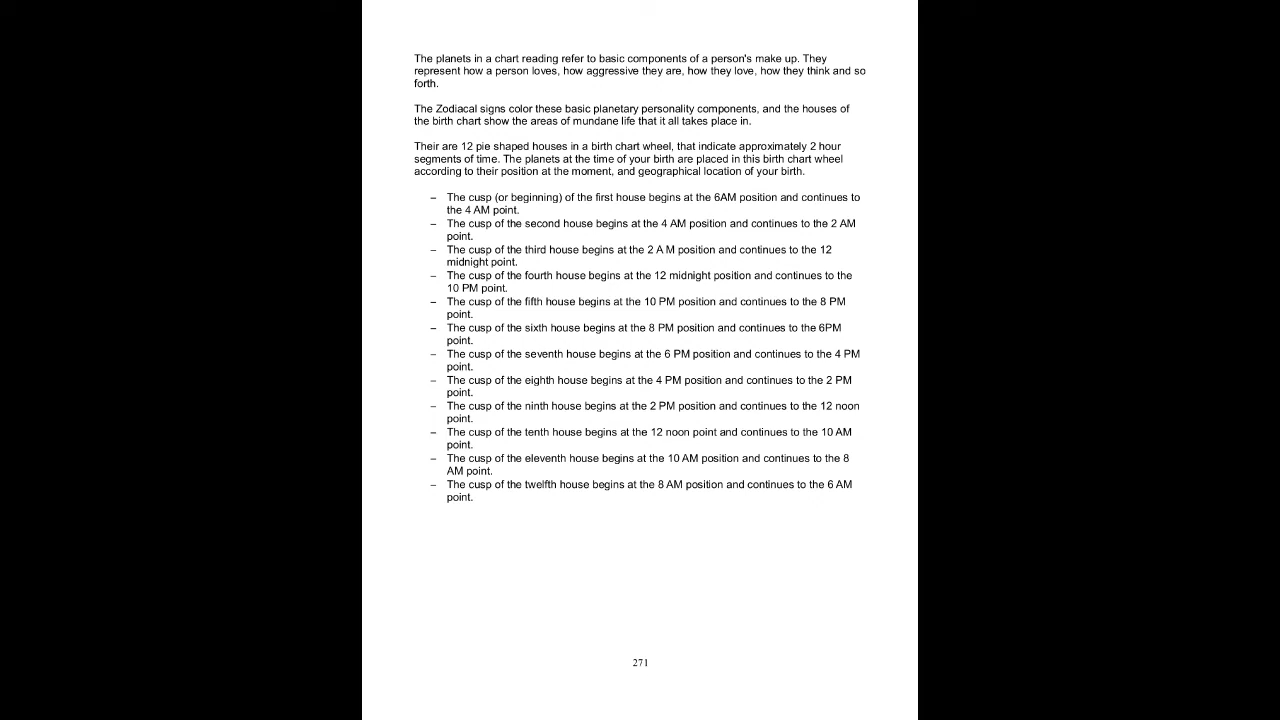 The planets in a chart reading refer to basic components of a person's make up. They
represent how a person loves, how aggressive they are, how they love, how they think and so
forth.
The Zodiacal signs color these basic planetary personality components, and the houses of
the birth chart show the areas of mundane life that it all takes place in.
Their are 12 pie shaped houses in a birth chart wheel, that indicate approximately 2 hour
segments of time. The planets at the time of your birth are placed in this birth chart wheel
according to their position at the moment, and geographical location of your birth.
– The cusp (or beginning) of the first house begins at the 6AM position and continues to
the 4 AM point.
– The cusp of the second house begins at the 4 AM position and continues to the 2 AM
point.
– The cusp of the third house begins at the 2 A M position and continues to the 12
midnight point.
– The cusp of the fourth house begins at the 12 midnight position and continues to the
10 PM point.
– The cusp of the fifth house begins at the 10 PM position and continues to the 8 PM
point.
– The cusp of the sixth house begins at the 8 PM position and continues to the 6PM
point.
– The cusp of the seventh house begins at the 6 PM position and continues to the 4 PM
point.
– The cusp of the eighth house begins at the 4 PM position and continues to the 2 PM
point.
– The cusp of the ninth house begins at the 2 PM position and continues to the 12 noon
point.
– The cusp of the tenth house begins at the 12 noon point and continues to the 10 AM
point.
– The cusp of the eleventh house begins at the 10 AM position and continues to the 8
AM point.
– The cusp of the twelfth house begins at the 8 AM position and continues to the 6 AM
point.
271